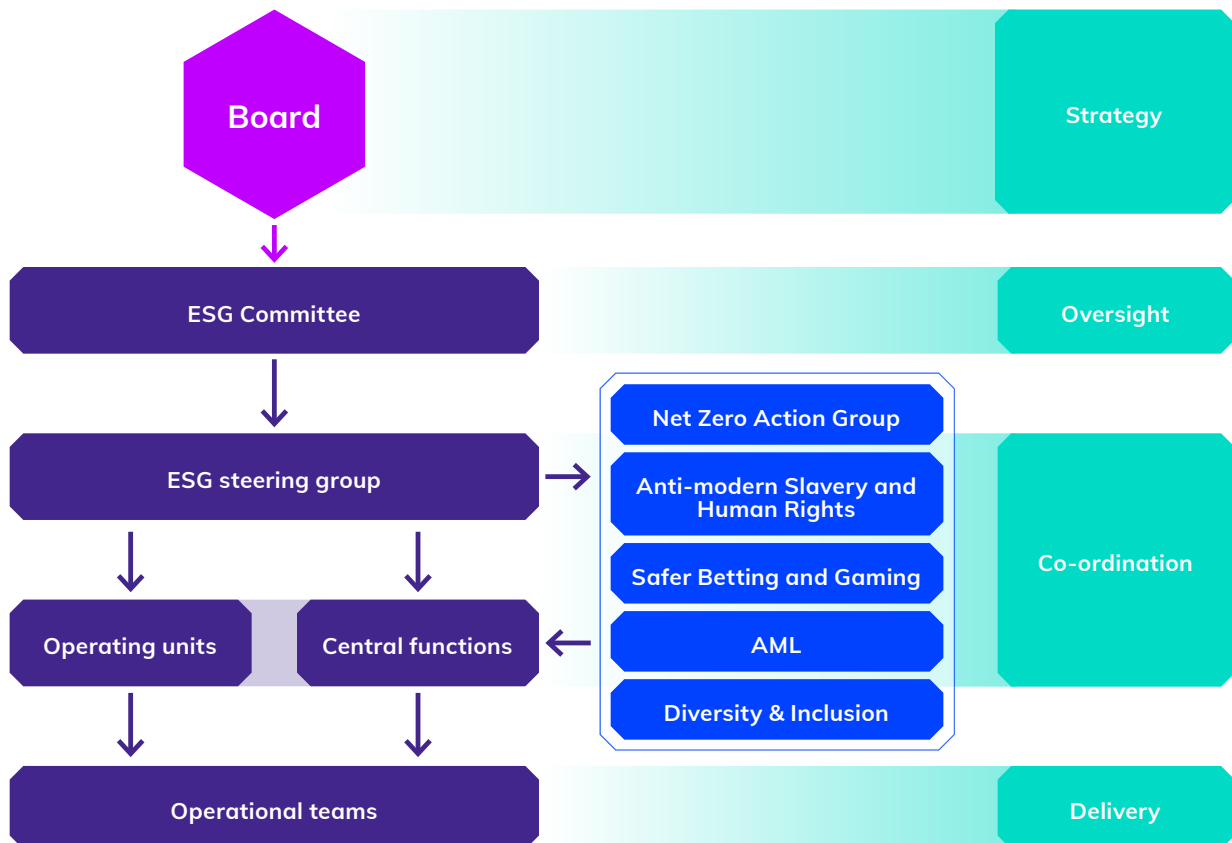 Board
Strategy
ESG Committee
Oversight
ESG steering group
Net Zero Action Group
Anti-modern Slavery and
Human Rights
Safer Betting and Gaming
AML
Diversity & Inclusion
Co-ordination
Operating units
Central functions
Operational teams
Delivery